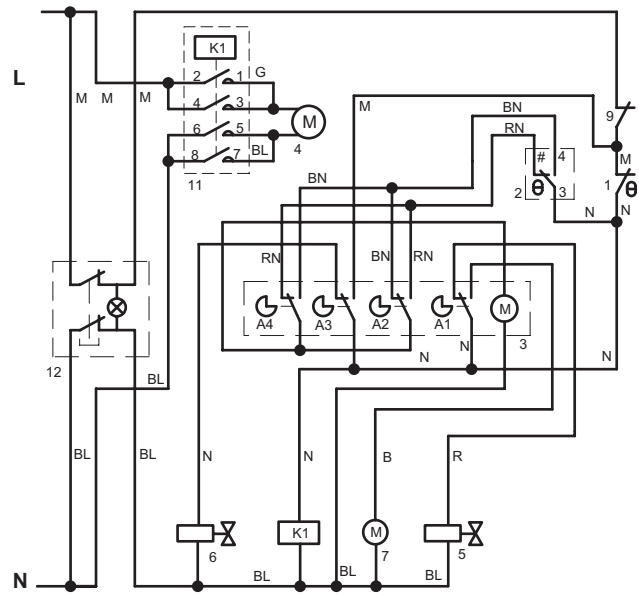 L
K1
2 1 G
M M M
4 3
M
M
4
6 5
BL
8 7
11
BN
9
BN
RN
# 4
M
2 3
1
N N
RN BN RN
A4 A3 A2 A1 M
3
N N
N
12
BL
BL BL
N N B R
K1 M
6 7 5
N
BL BL BL